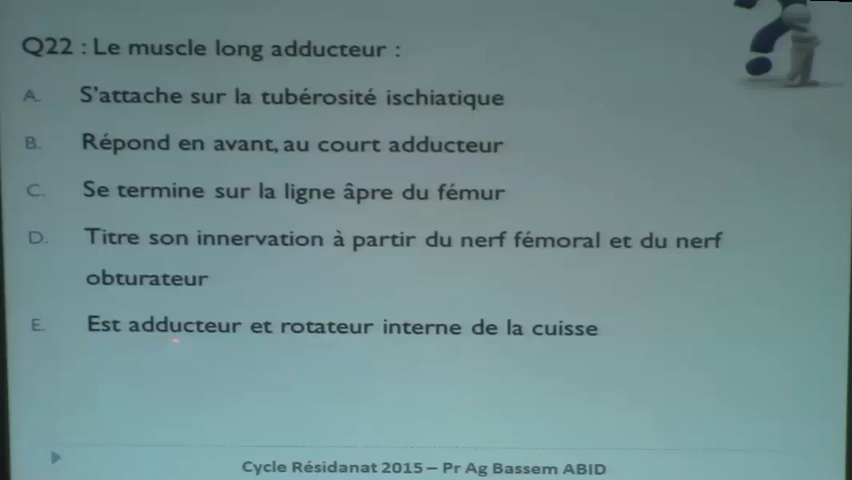 Q22 : Le muscle long adducteur :
A. S'attache sur la tubérosité ischiatique
B. Répond en avant, au court adducteur
C. Se termine sur la ligne âpre du fémur
D. Titre son innervation à partir du nerf fémoral et du nerf
obturateur
E. Est adducteur et rotateur interne de la cuisse
Cycle Résidanat 2015 – Pr Ag Bassem ABID